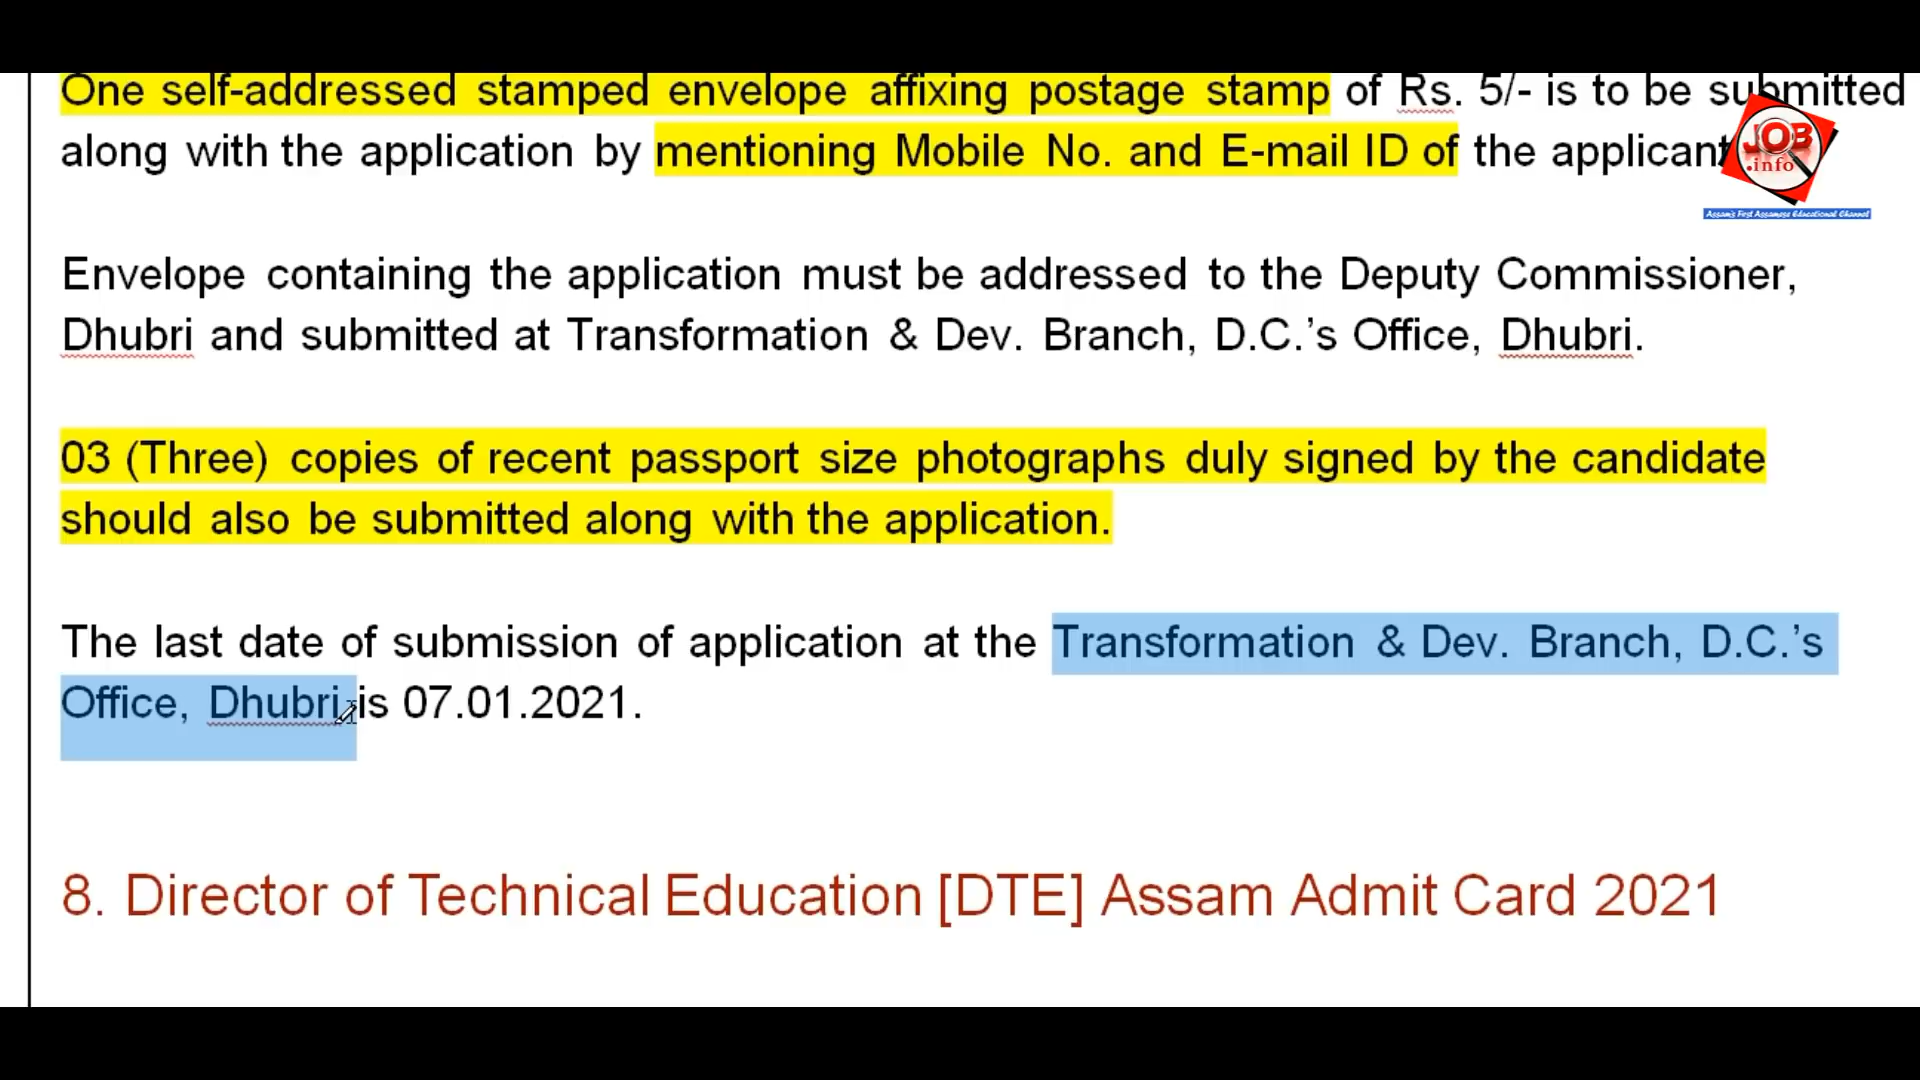 One self-addressed stamped envelope affixing postage stamp of Rs. 5/- is to be submitted
along with the application by mentioning Mobile No. and E-mail ID of the applicant
JOB
.info
Assam's First Assamese Educational Channel
Envelope containing the application must be addressed to the Deputy Commissioner,
Dhubri and submitted at Transformation & Dev. Branch, D.C.’s Office, Dhubri.
03 (Three) copies of recent passport size photographs duly signed by the candidate
should also be submitted along with the application.
The last date of submission of application at the Transformation & Dev. Branch, D.C.’s
Office, Dhubri is 07.01.2021.
8. Director of Technical Education [DTE] Assam Admit Card 2021